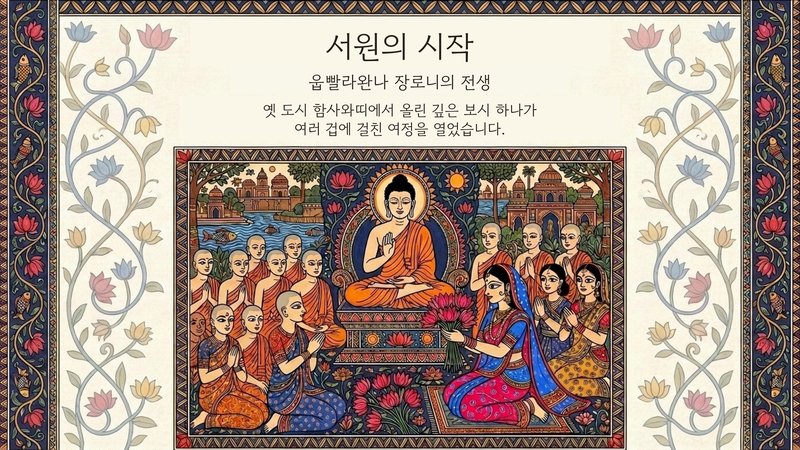 서원의 시작
웁빨라완나 장로니의 전생
옛 도시 함사와띠에서 올린 깊은 보시 하나가
여러 겁에 걸친 여정을 열었습니다.